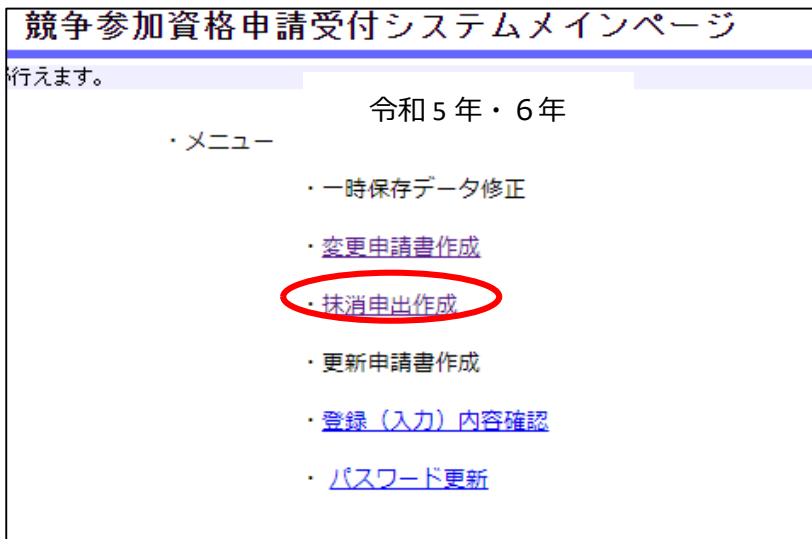 競争参加資格申請受付システムメインページ
行えます。
令和5年・6年
・メニュー
・一時保存データ修正
・変更申請書作成
・抹消申出作成
・更新申請書作成
・登録（入力）内容確認
・パスワード更新